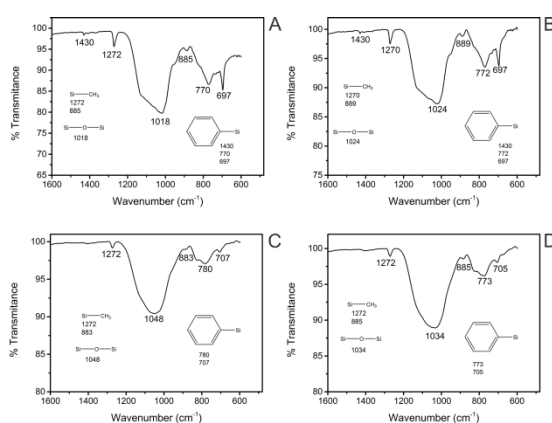 A
% Transmitance
100
95
90
85
80
75
70
65
1430
1272
885
770
697
1018
Si CH₃
1272
885
Si O Si
1018
Si
1430
770
697
1600 1400 1200 1000 800 600
Wavenumber (cm⁻¹)
B
% Transmitance
100
95
90
85
80
75
1430
1270
889
772
697
1024
Si CH₃
1270
889
Si O Si
1024
Si
1430
772
697
1600 1400 1200 1000 800 600
Wavenumber (cm⁻¹)
C
% Transmitance
100
95
90
85
80
1272
883
780
707
1048
Si CH₃
1272
883
Si O Si
1048
Si
780
707
1600 1400 1200 1000 800 600
Wavenumber (cm⁻¹)
D
% Transmitance
100
95
90
85
80
1272
885
773
705
1034
Si CH₃
1272
885
Si O Si
1034
Si
773
705
1600 1400 1200 1000 800 600
Wavenumber (cm⁻¹)